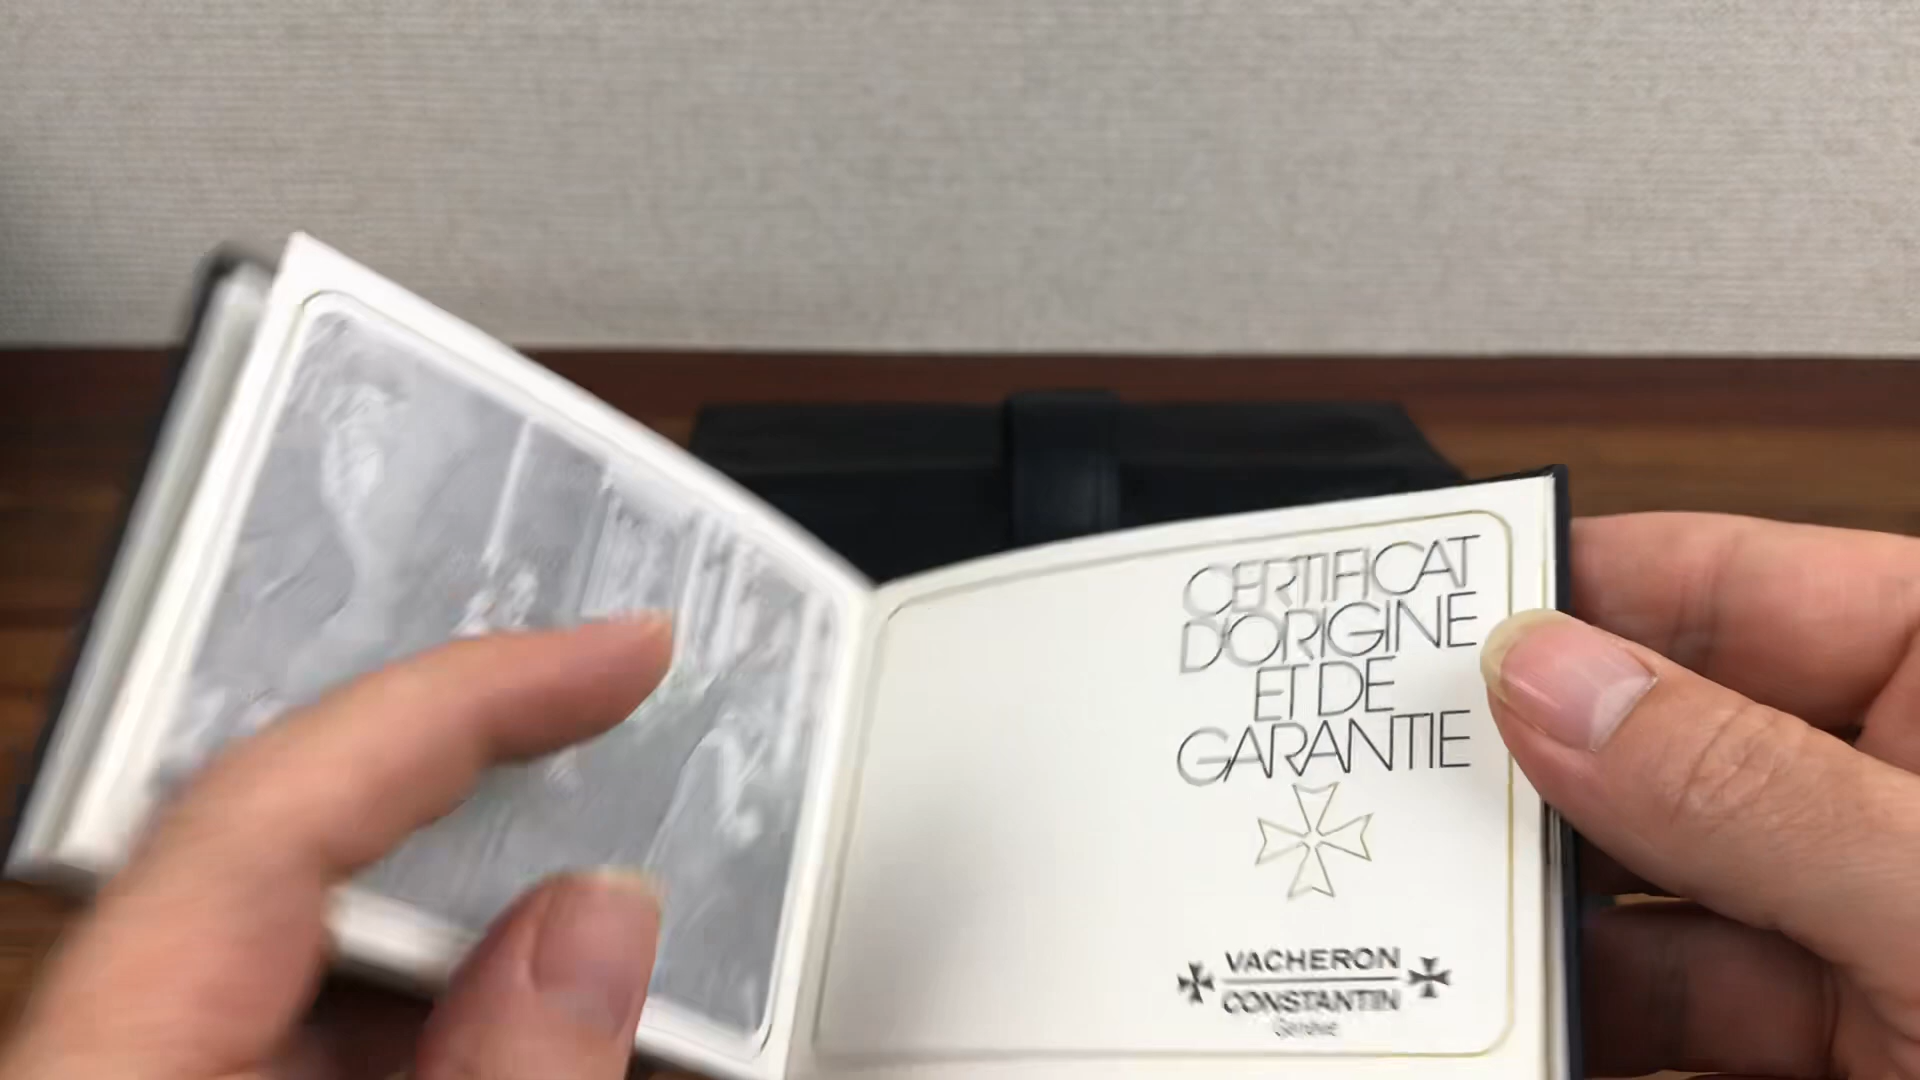 CERTIFICAT
D'ORIGINE
ET DE
GARANTIE
VACHERON
CONSTANTIN
Genève